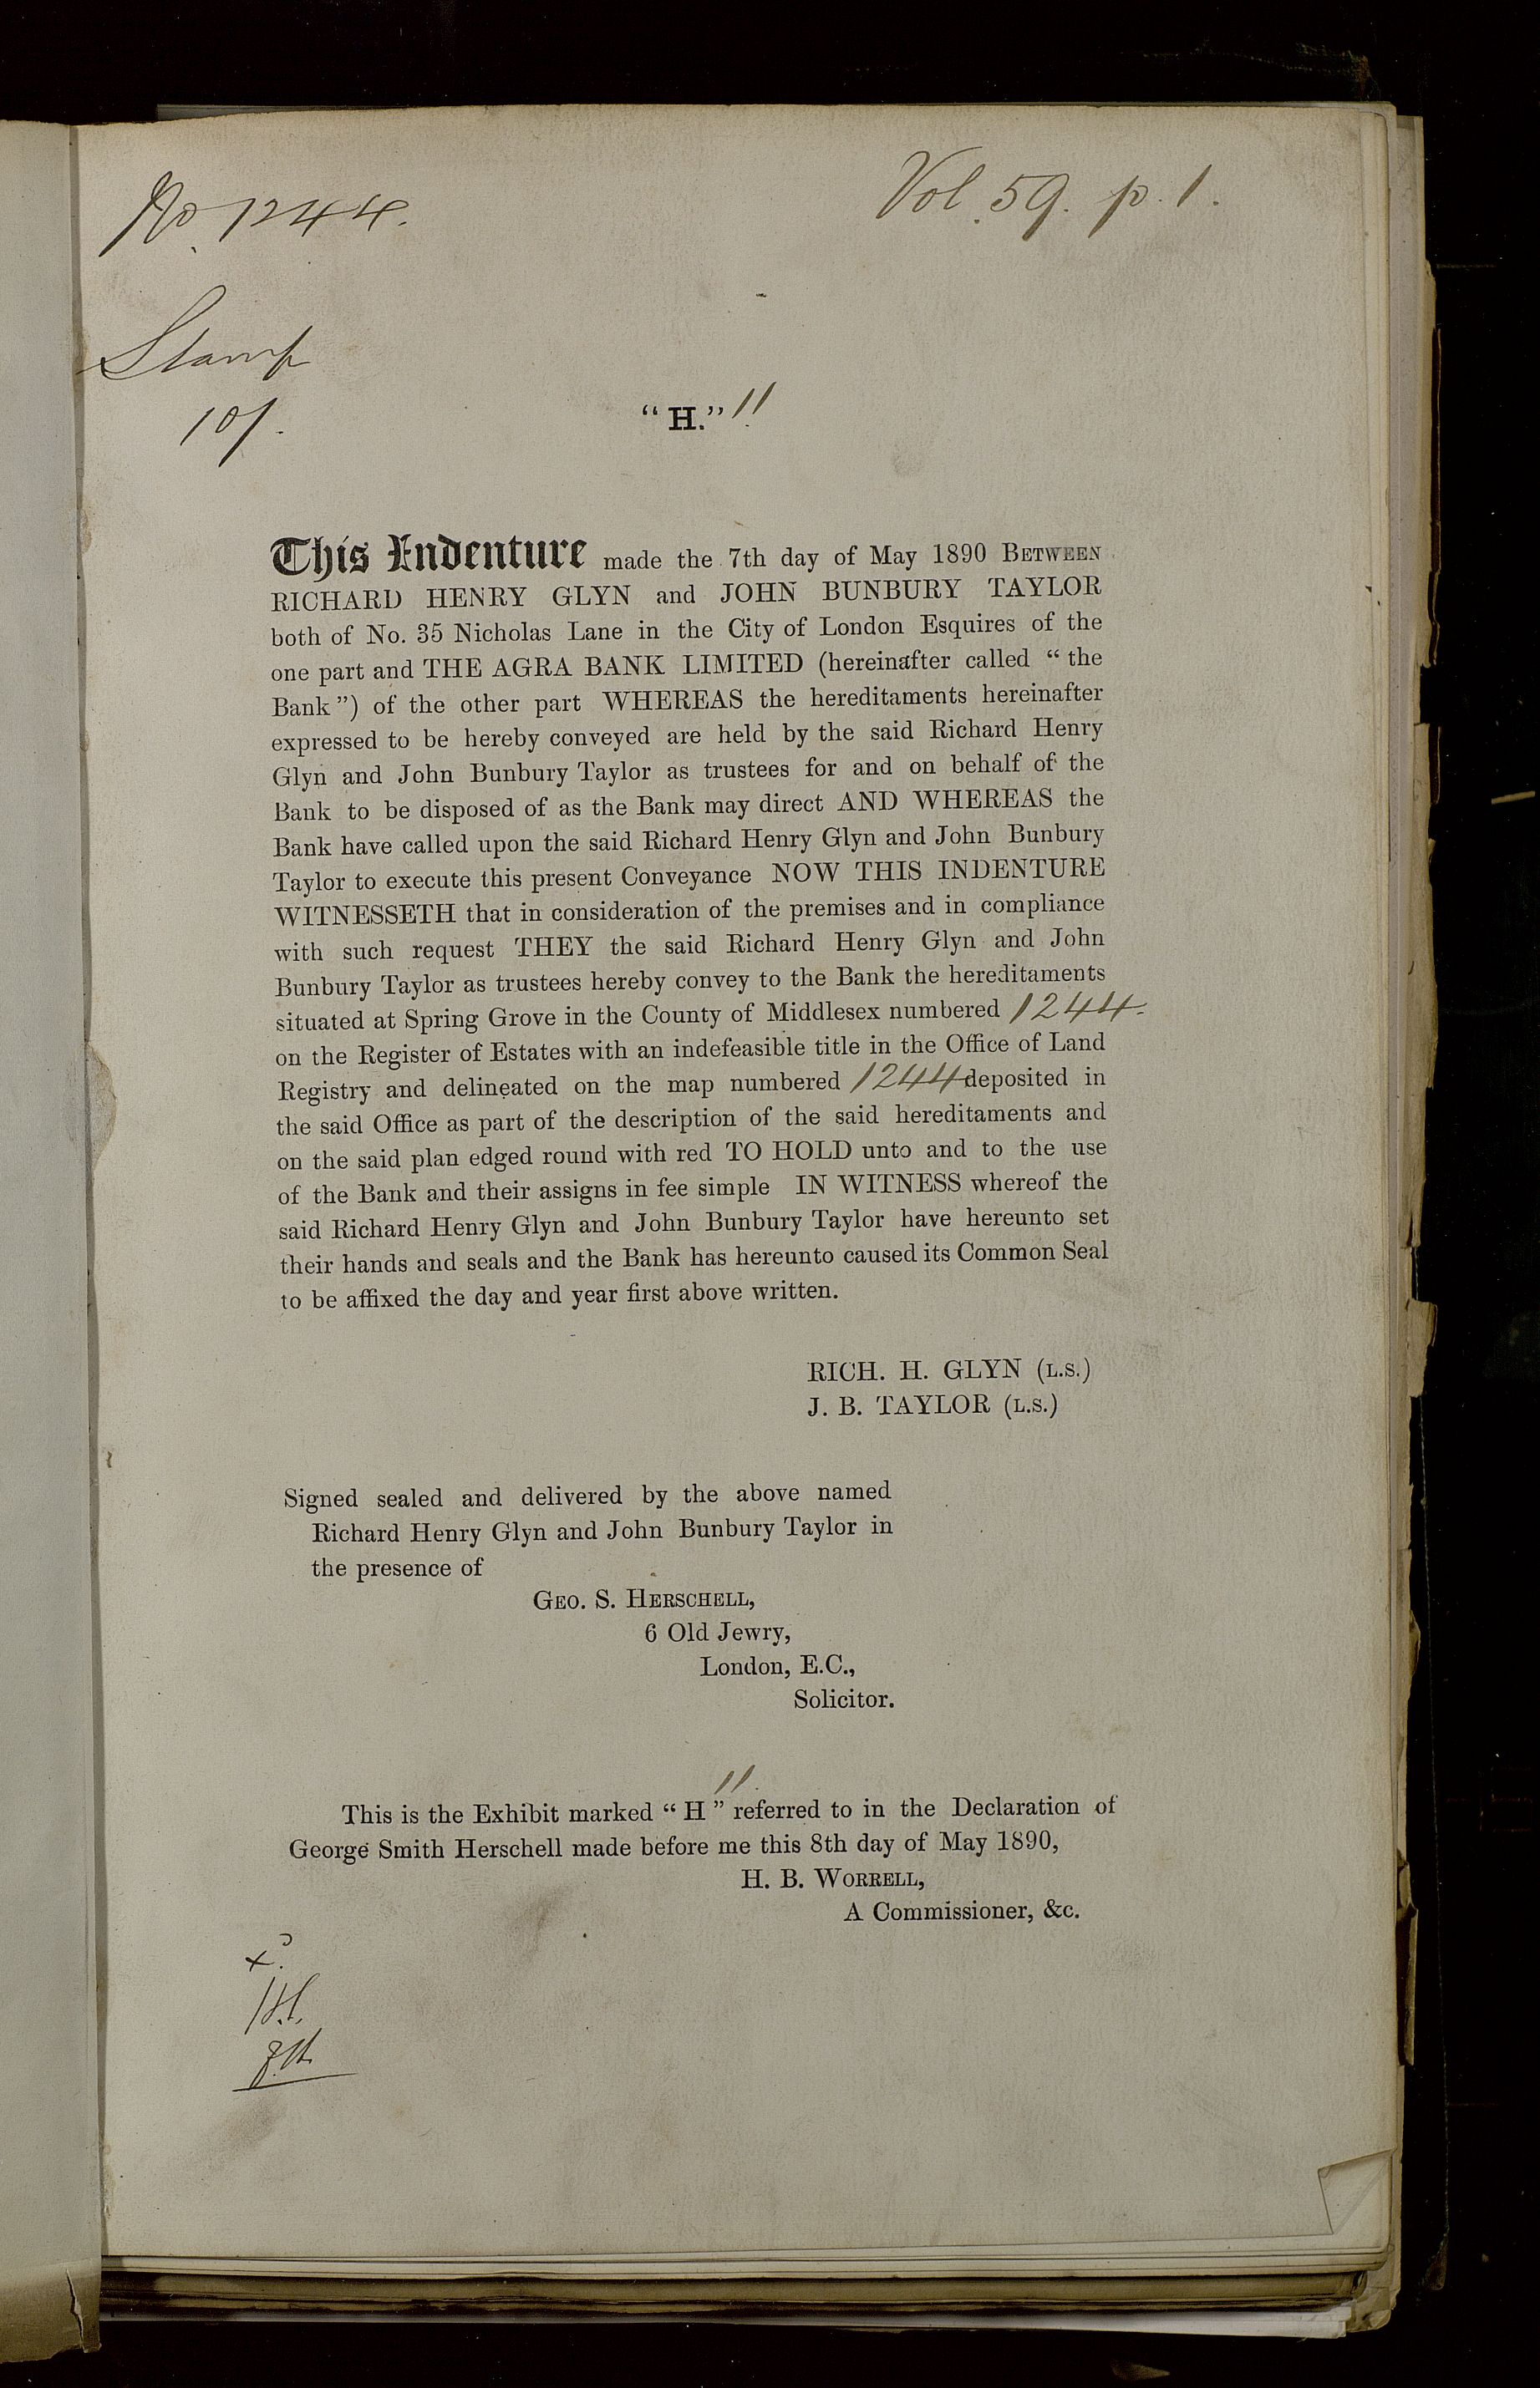 No. 1244.
Vol. 59. p. 1.
Stamp
10/.
"H." 11
This Indenture made the 7th day of May 1890 BETWEEN
RICHARD HENRY GLYN and JOHN BUNBURY TAYLOR
both of No. 35 Nicholas Lane in the City of London Esquires of the
one part and THE AGRA BANK LIMITED (hereinafter called "the
Bank") of the other part WHEREAS the hereditaments hereinafter
expressed to be hereby conveyed are held by the said Richard Henry
Glyn and John Bunbury Taylor as trustees for and on behalf of the
Bank to be disposed of as the Bank may direct AND WHEREAS the
Bank have called upon the said Richard Henry Glyn and John Bunbury
Taylor to execute this present Conveyance NOW THIS INDENTURE
WITNESSETH that in consideration of the premises and in compliance
with such request THEY the said Richard Henry Glyn and John
Bunbury Taylor as trustees hereby convey to the Bank the hereditaments
situated at Spring Grove in the County of Middlesex numbered 1244.
on the Register of Estates with an indefeasible title in the Office of Land
Registry and delineated on the map numbered 1244 deposited in
the said Office as part of the description of the said hereditaments and
on the said plan edged round with red TO HOLD unto and to the use
of the Bank and their assigns in fee simple IN WITNESS whereof the
said Richard Henry Glyn and John Bunbury Taylor have hereunto set
their hands and seals and the Bank has hereunto caused its Common Seal
to be affixed the day and year first above written.
RICH. H. GLYN (L.S.)
J. B. TAYLOR (L.S.)
Signed sealed and delivered by the above named
Richard Henry Glyn and John Bunbury Taylor in
the presence of
GEO. S. HERSCHELL,
6 Old Jewry,
London, E.C.,
Solicitor.
11.
This is the Exhibit marked "H" referred to in the Declaration of
George Smith Herschell made before me this 8th day of May 1890,
H. B. WORRELL,
A Commissioner, &c.